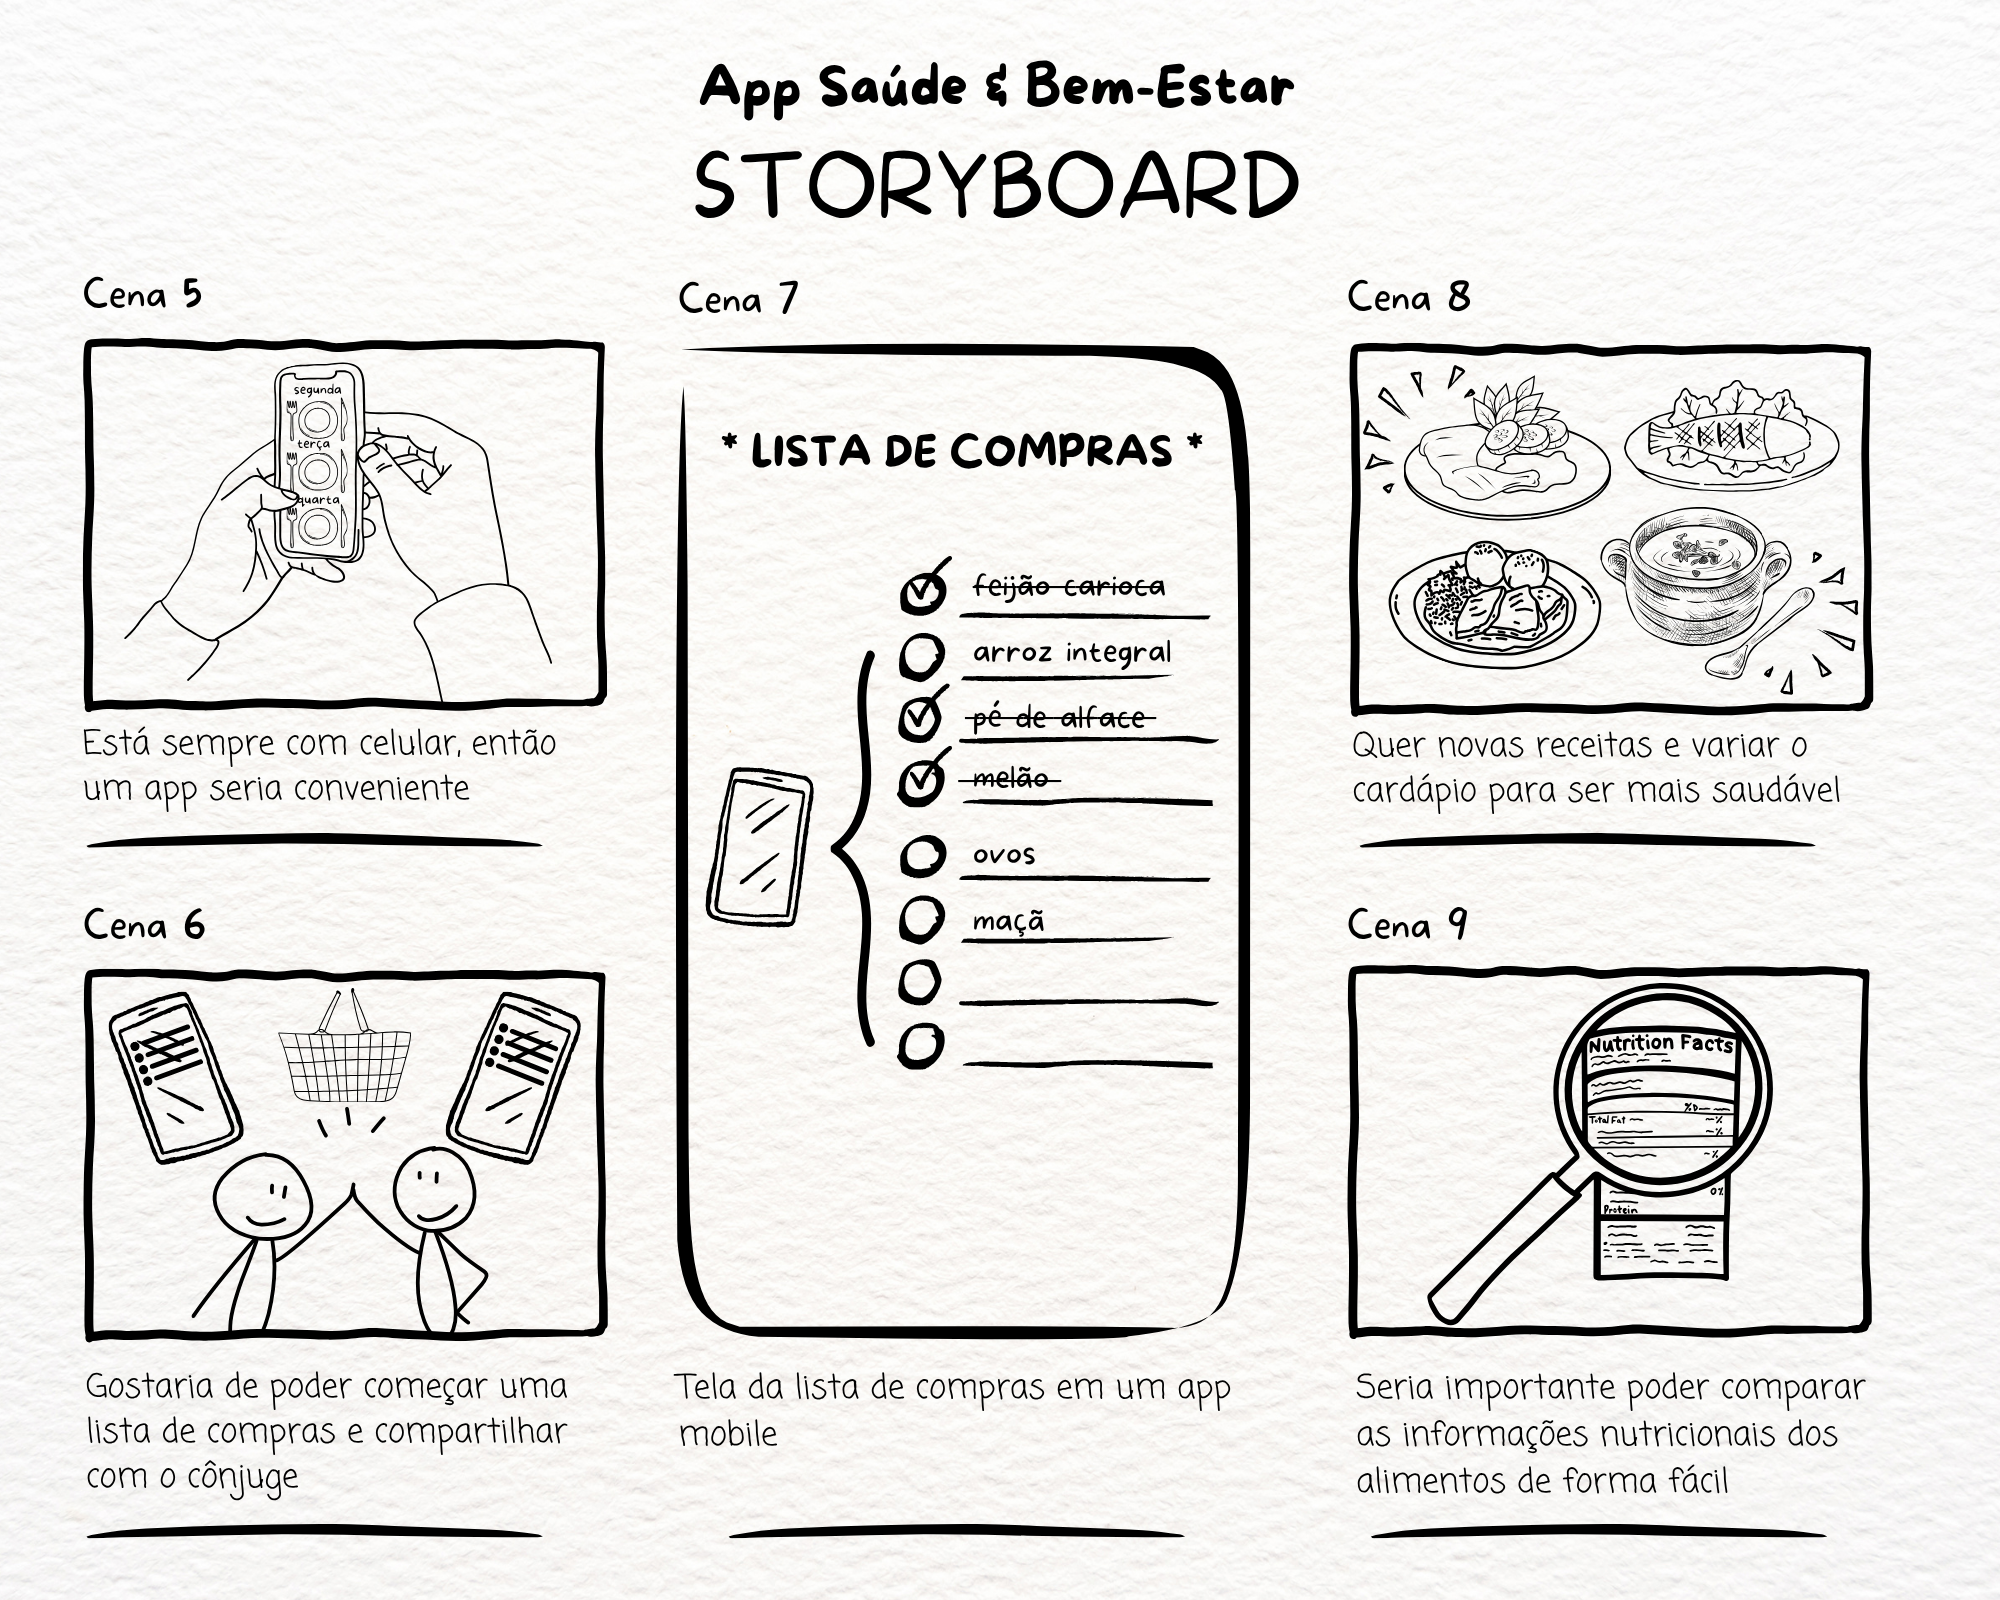 App Saúde & Bem-Estar
STORYBOARD
Cena 5
segunda
terça
quarta
Está sempre com celular, então
um app seria conveniente
Cena 6
Gostaria de poder começar uma
lista de compras e compartilhar
com o cônjuge
Cena 7
* LISTA DE COMPRAS *
feijão carioca
arroz integral
pé de alface
melão
ovos
maçã
Tela da lista de compras em um app
mobile
Cena 8
Quer novas receitas e variar o
cardápio para ser mais saudável
Cena 9
Nutrition Facts
%D
Total Fat %
%
%
0%
Protein
Seria importante poder comparar
as informações nutricionais dos
alimentos de forma fácil